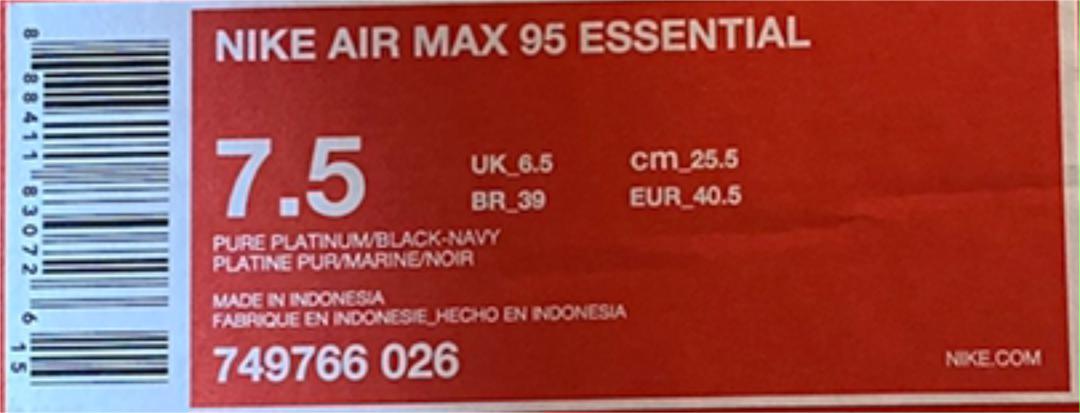 NIKE AIR MAX 95 ESSENTIAL
7.5
UK_6.5 cm_25.5
BR_39 EUR_40.5
PURE PLATINUM/BLACK-NAVY
PLATINE PUR/MARINE/NOIR
MADE IN INDONESIA
FABRIQUE EN INDONESIE_HECHO EN INDONESIA
749766 026
NIKE.COM
8 88411 83072 6 15